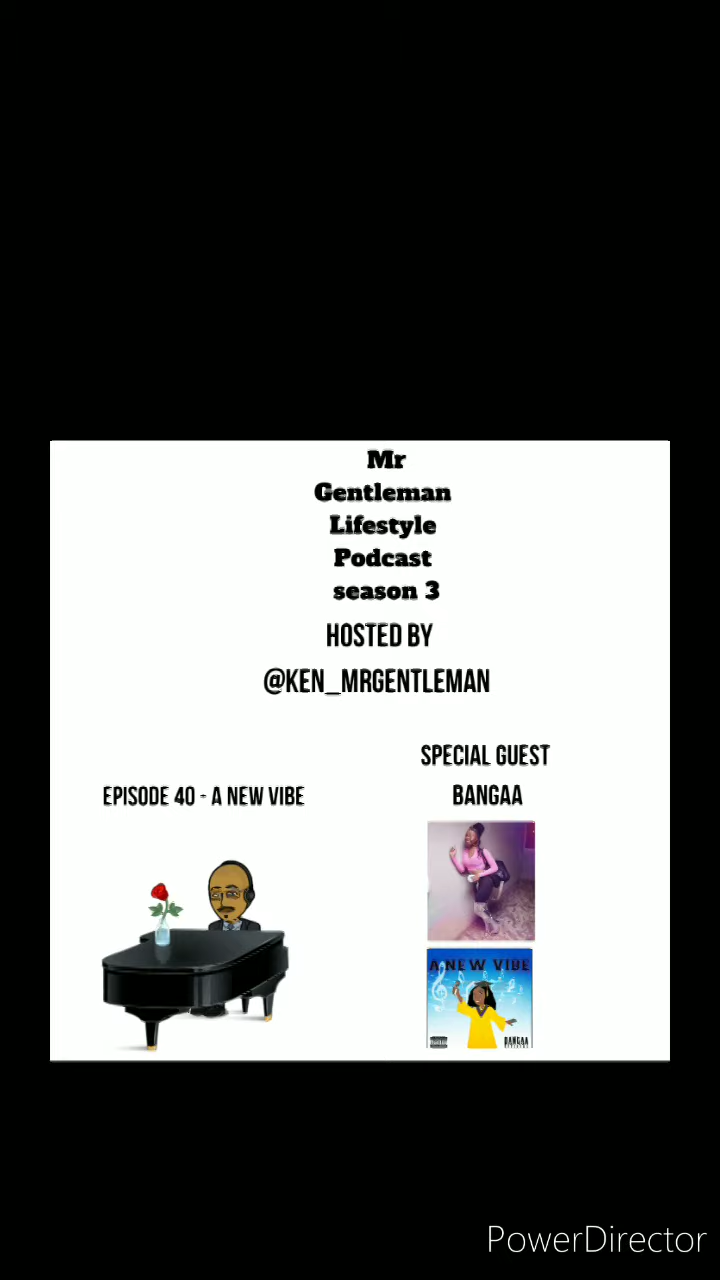 Mr
Gentleman
Lifestyle
Podcast
season 3
HOSTED BY
@KEN_MRGENTLEMAN
SPECIAL GUEST
BANGAA
EPISODE 40 - A NEW VIBE
A NEW VIBE
BANGAA
PowerDirector